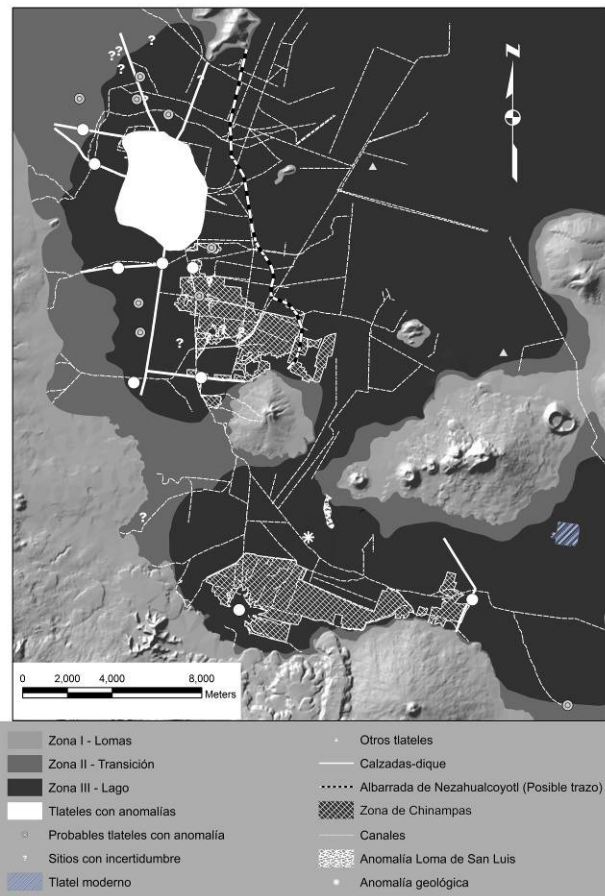 N
0 2,000 4,000 8,000
Meters
Zona I - Lomas
Zona II - Transición
Zona III - Lago
Tlateles con anomalías
Probables tlateles con anomalía
? Sitios con incertidumbre
Tlatel moderno
Otros tlateles
Calzadas-dique
Albarrada de Nezahualcoyotl (Posible trazo)
Zona de Chinampas
Canales
Anomalía Loma de San Luis
Anomalía geológica